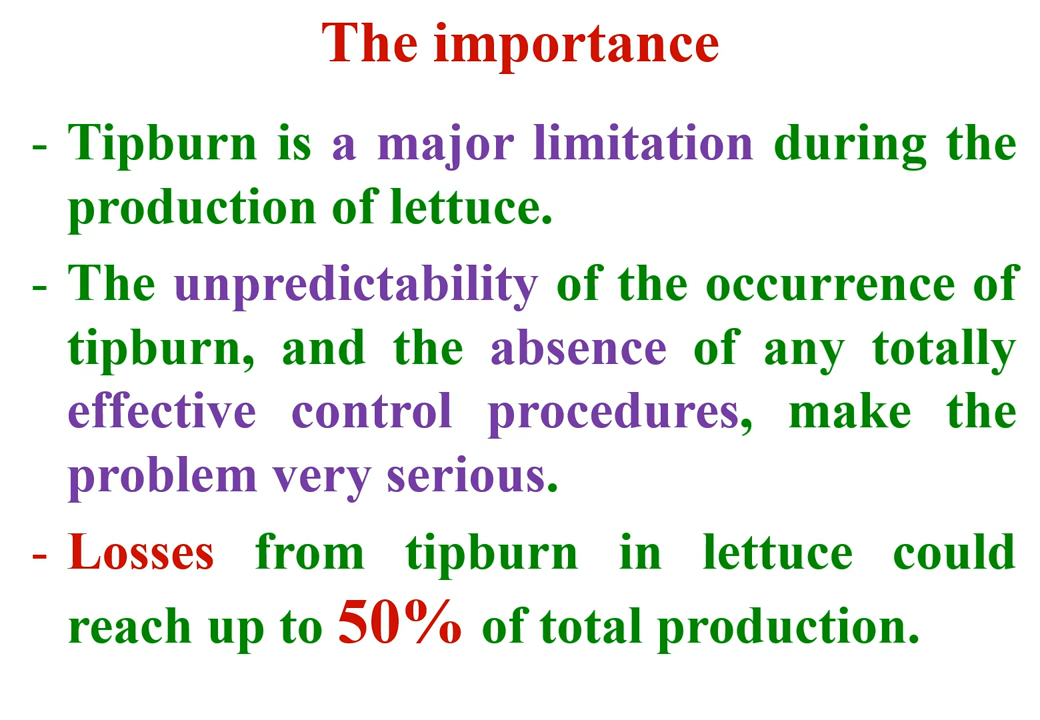 The importance
- Tipburn is a major limitation during the
production of lettuce.
- The unpredictability of the occurrence of
tipburn, and the absence of any totally
effective control procedures, make the
problem very serious.
- Losses from tipburn in lettuce could
reach up to 50% of total production.